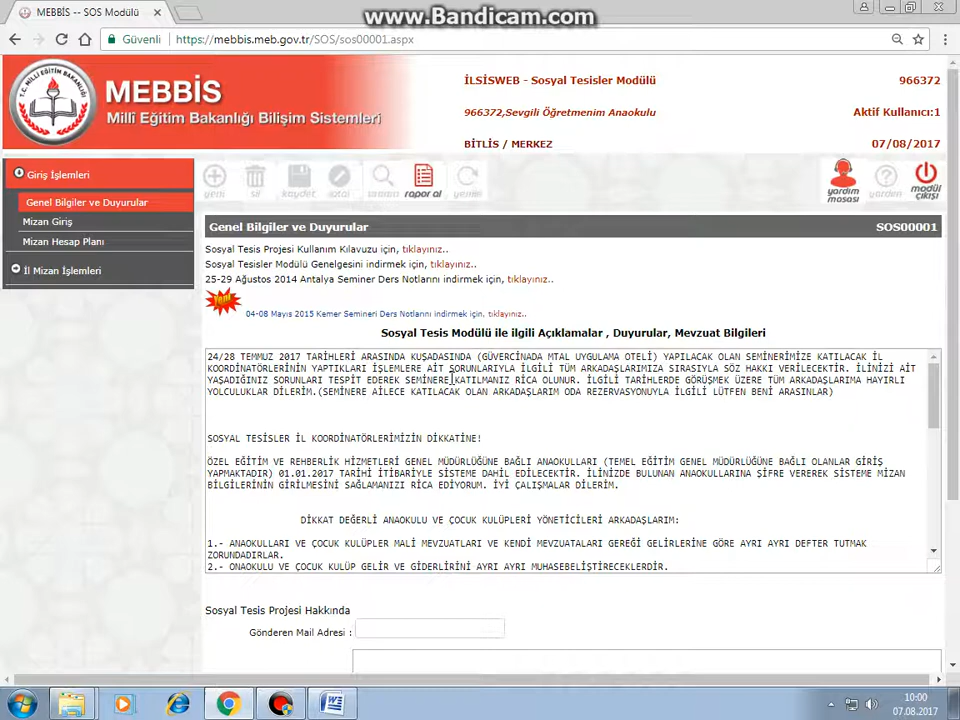 www.Bandicam.com
MEBBİS -- SOS Modülü
Güvenli
https://mebbis.meb.gov.tr/SOS/sos00001.aspx
MEBBİS
Millî Eğitim Bakanlığı Bilişim Sistemleri
İLSİSWEB - Sosyal Tesisler Modülü
966372
966372,Sevgili Öğretmenim Anaokulu
Aktif Kullanıcı:1
BİTLİS / MERKEZ
07/08/2017
Giriş İşlemleri
Genel Bilgiler ve Duyurular
Mizan Giriş
Mizan Hesap Planı
İl Mizan İşlemleri
yeni sil kaydet rapor al yenile
yardım masası yardım modül çıkışı
Genel Bilgiler ve Duyurular
SOS00001
Sosyal Tesis Projesi Kullanım Kılavuzu için, tıklayınız..
Sosyal Tesisler Modülü Genelgesini indirmek için, tıklayınız..
25-29 Ağustos 2014 Antalya Seminer Ders Notlarını indirmek için, tıklayınız..
Yeni
04-08 Mayıs 2015 Kemer Semineri Ders Notlarını indirmek için, tıklayınız..
Sosyal Tesis Modülü ile ilgili Açıklamalar , Duyurular, Mevzuat Bilgileri
24/28 TEMMUZ 2017 TARİHLERİ ARASINDA KUŞADASINDA (GÜVERCİNADA MTAL UYGULAMA OTELİ) YAPILACAK OLAN SEMİNERİMİZE KATILACAK İL
KOORDİNATÖRLERİNİN YAPTIKLARI İŞLEMLERE AİT SORUNLARIYLA İLGİLİ TÜM ARKADAŞLARIMIZA SIRASIYLA SÖZ HAKKI VERİLECEKTİR. İLİNİZİ AİT
YAŞADIĞINIZ SORUNLARI TESPİT EDEREK SEMİNERE KATILMANIZ RİCA OLUNUR. İLGİLİ TARİHLERDE GÖRÜŞMEK ÜZERE TÜM ARKADAŞLARIMA HAYIRLI
YOLCULUKLAR DİLERİM.(SEMİNERE AİLECE KATILACAK OLAN ARKADAŞLARIM ODA REZERVASYONUYLA İLGİLİ LÜTFEN BENİ ARASINLAR)
SOSYAL TESİSLER İL KOORDİNATÖRLERİMİZİN DİKKATİNE!
ÖZEL EĞİTİM VE REHBERLİK HİZMETLERİ GENEL MÜDÜRLÜĞÜNE BAĞLI ANAOKULLARI (TEMEL EĞİTİM GENEL MÜDÜRLÜĞÜNE BAĞLI OLANLAR GİRİŞ
YAPMAKTADIR) 01.01.2017 TARİHİ İTİBARİYLE SİSTEME DAHİL EDİLECEKTİR. İLİNİZDE BULUNAN ANAOKULLARINA ŞİFRE VEREREK SİSTEME MİZAN
BİLGİLERİNİN GİRİLMESİNİ SAĞLAMANIZI RİCA EDİYORUM. İYİ ÇALIŞMALAR DİLERİM.
DİKKAT DEĞERLİ ANAOKULU VE ÇOCUK KULÜPLERİ YÖNETİCİLERİ ARKADAŞLARIM:
1.- ANAOKULLARI VE ÇOCUK KULÜPLER MALİ MEVZUATLARI VE KENDİ MEVZUATALARI GEREĞİ GELİRLERİNE GÖRE AYRI AYRI DEFTER TUTMAK
ZORUNDADIRLAR.
2.- ONAOKULU VE ÇOCUK KULÜP GELİR VE GİDERLERİNİ AYRI AYRI MUHASEBELEŞTİRECEKLERDİR.
Sosyal Tesis Projesi Hakkında
Gönderen Mail Adresi :
10:00
07.08.2017